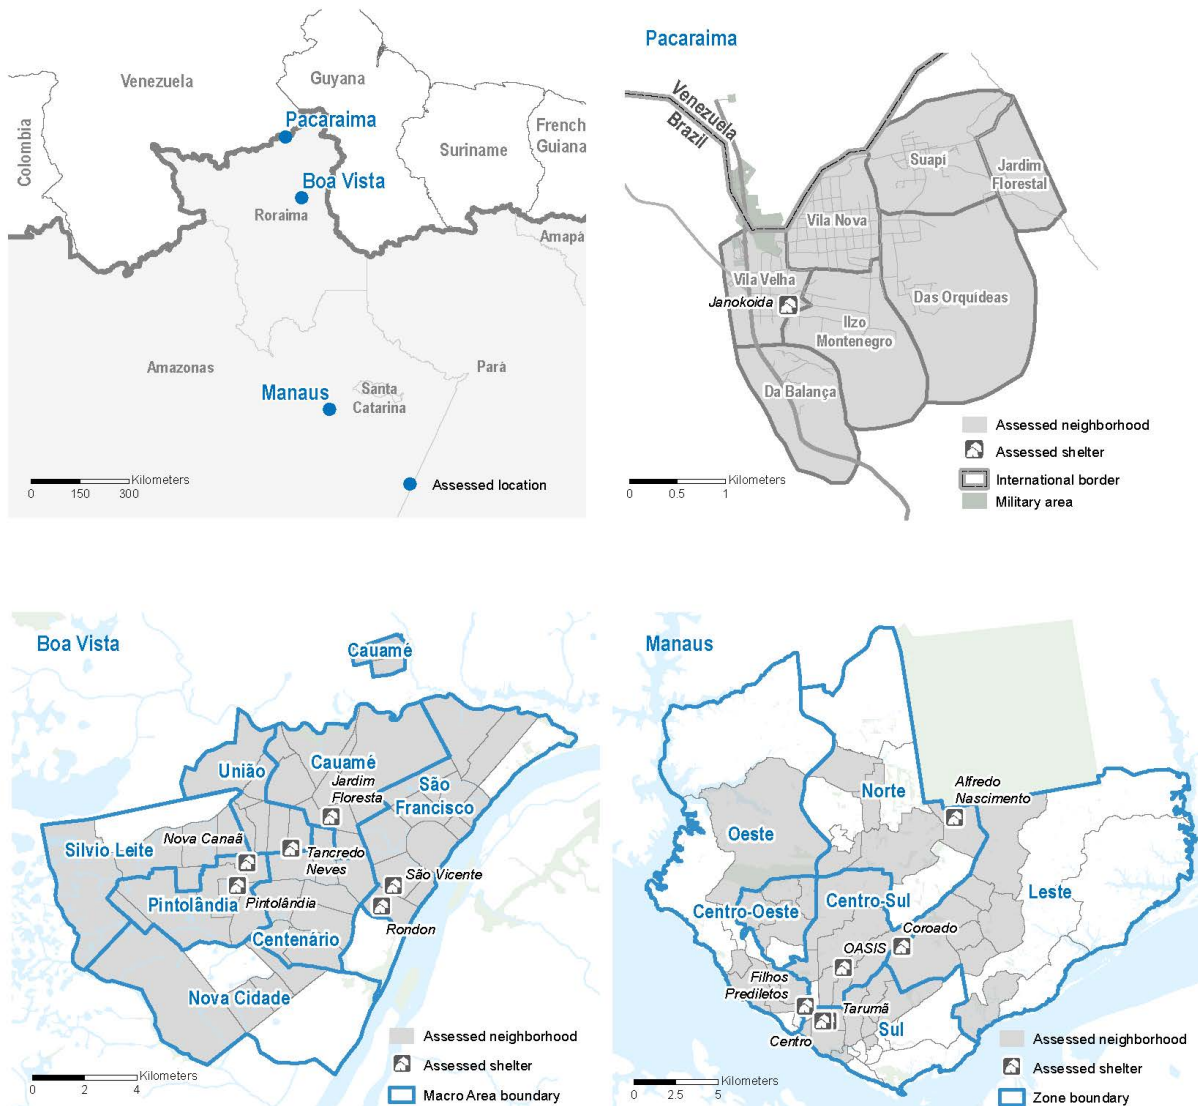 Venezuela
Guyana
Colombia
Pacaraima
Suriname
French
Guiana
Boa Vista
Roraima
Amapá
Amazonas
Pará
Manaus
Santa
Catarina
Kilometers
0 150 300
Assessed location
Pacaraima
Venezuela
Brazil
Suapí
Jardim
Florestal
Vila Nova
Vila Velha
Janokoida
Das Orquídeas
Ilzo
Montenegro
Da Balança
Assessed neighborhood
Assessed shelter
International border
Military area
Kilometers
0 0.5 1
Boa Vista
Cauamé
União
Cauamé
Jardim
Floresta
São
Francisco
Nova Canaã
Silvio Leite
Tancredo
Neves
São Vicente
Pintolândia
Pintolândia
Rondon
Centenário
Nova Cidade
Assessed neighborhood
Assessed shelter
Macro Area boundary
Kilometers
0 2 4
Manaus
Alfredo
Nascimento
Norte
Oeste
Leste
Centro-Oeste
Centro-Sul
Coroado
OASIS
Filhos
Prediletos
Tarumã
Sul
Centro
Assessed neighborhood
Assessed shelter
Zone boundary
Kilometers
0 2.5 5